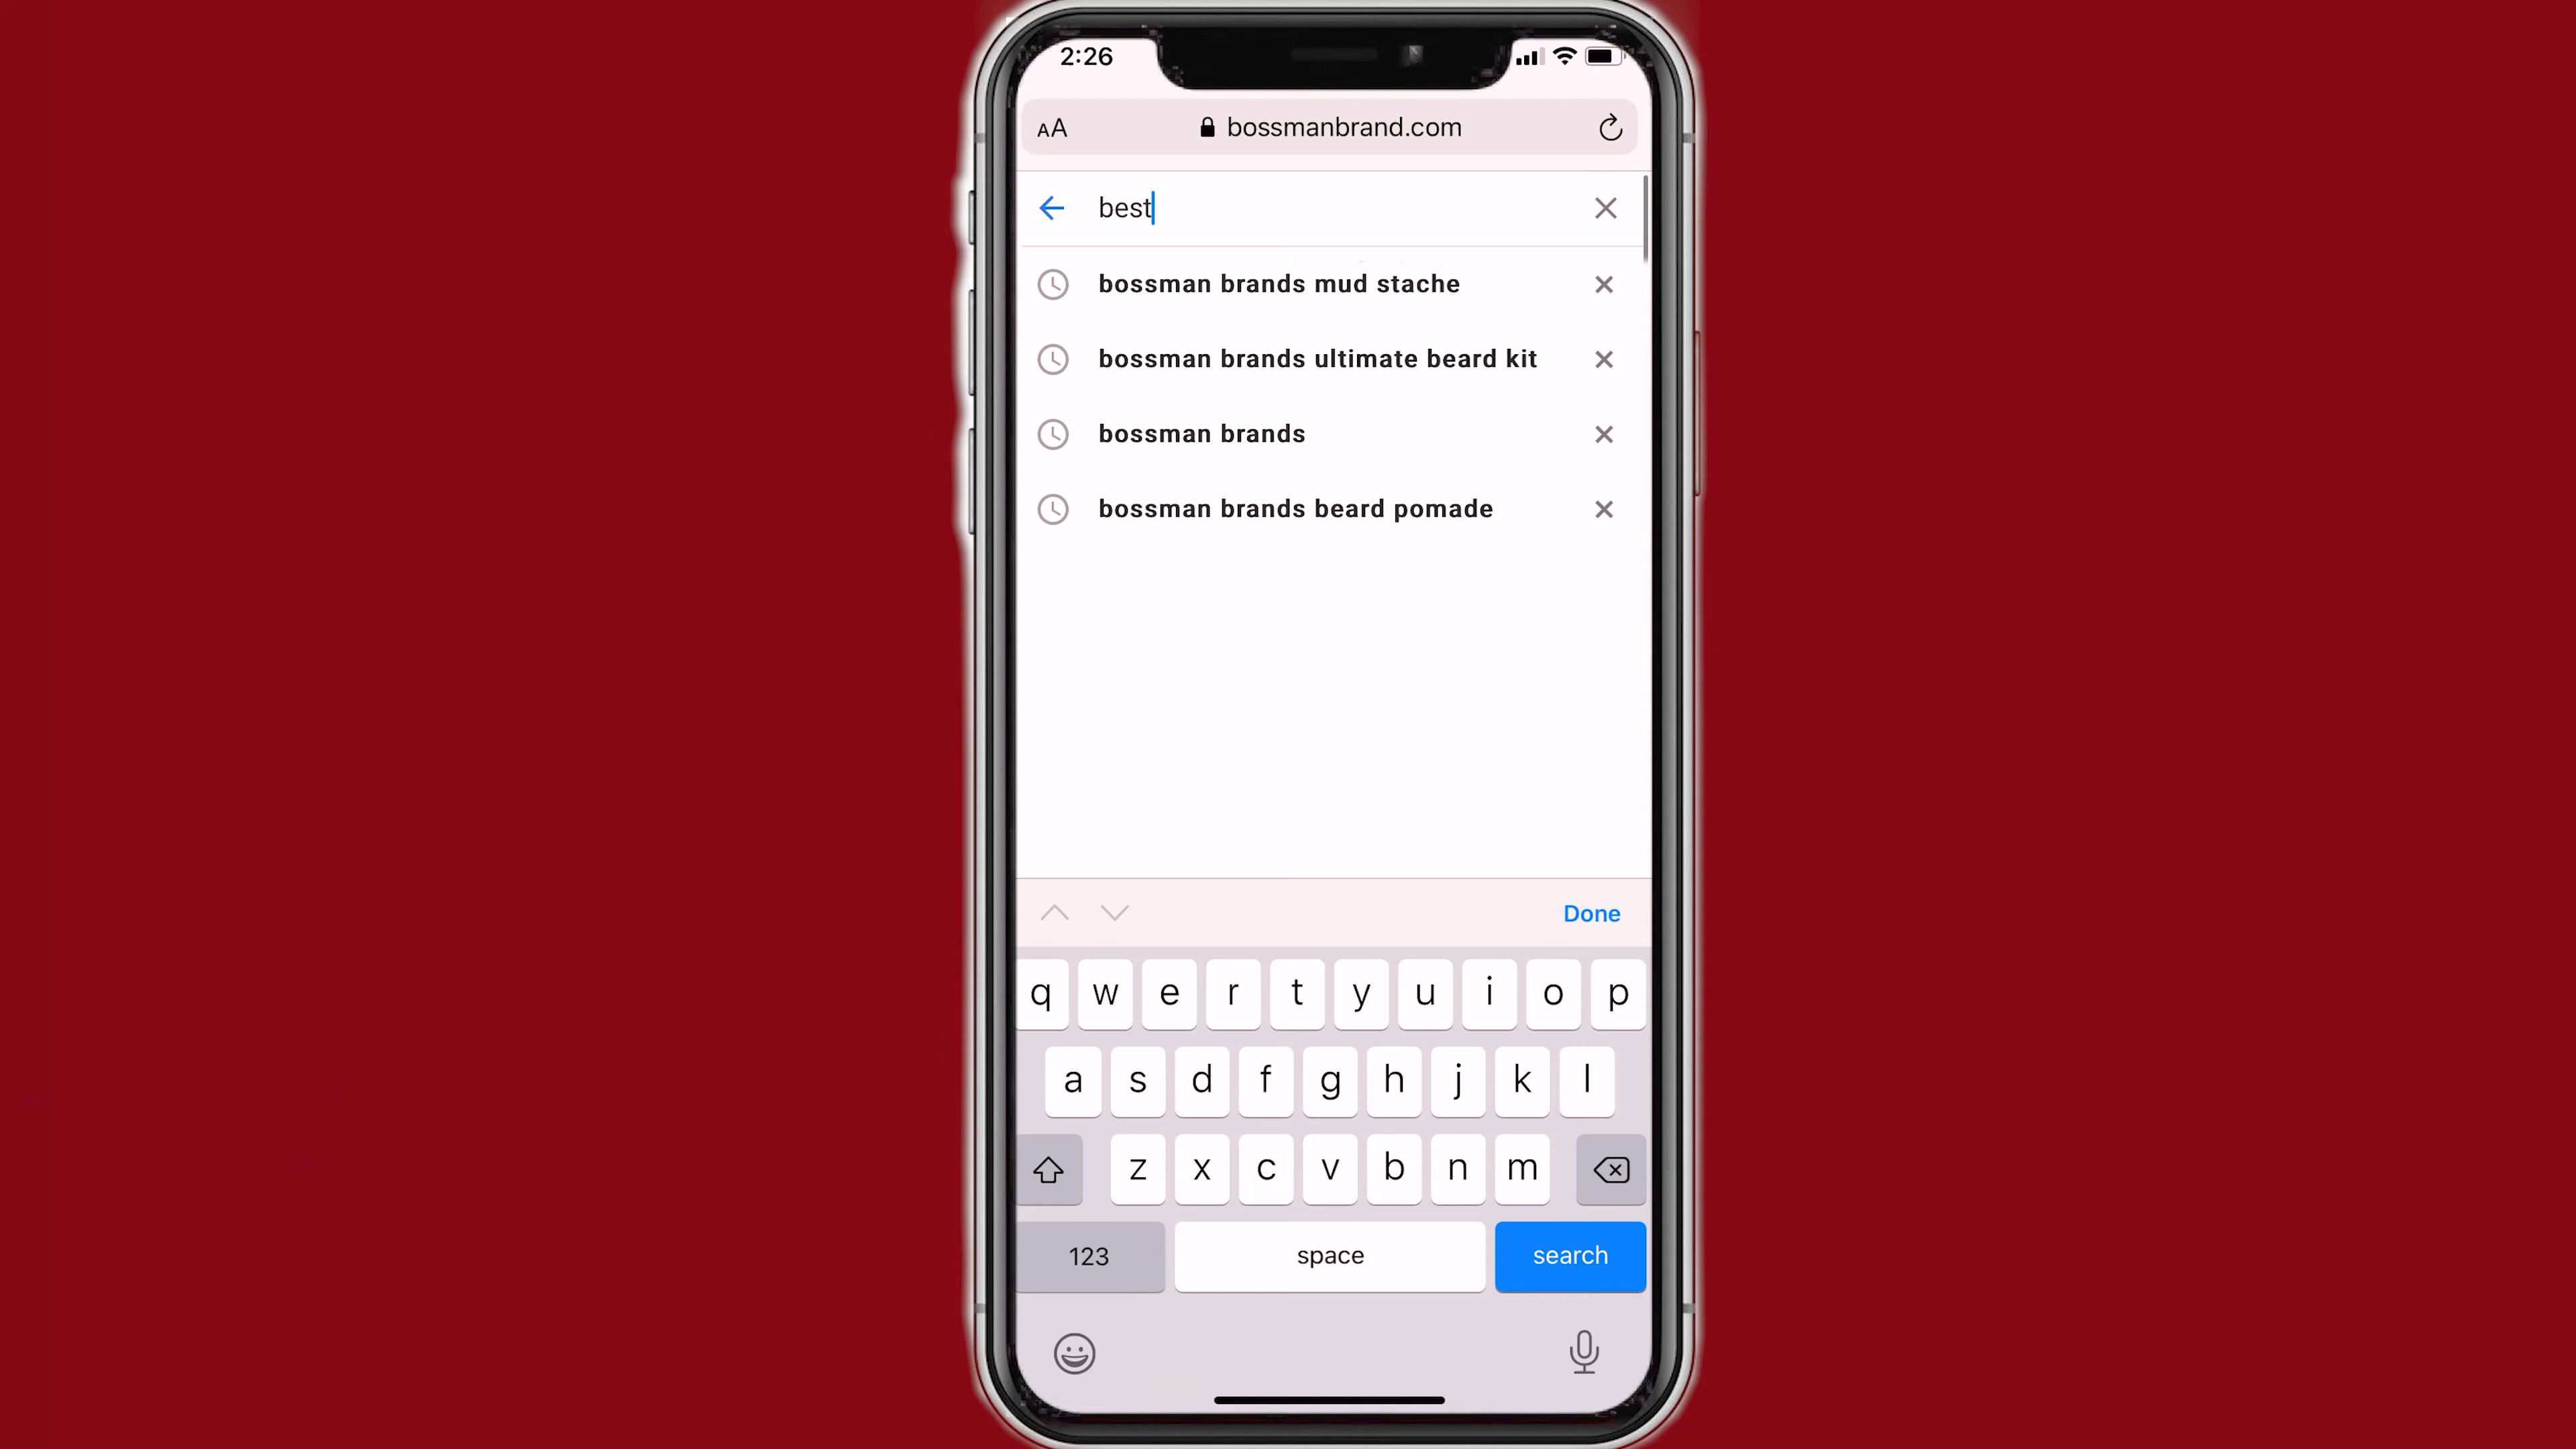 2:26
AA bossmanbrand.com
best
bossman brands mud stache
bossman brands ultimate beard kit
bossman brands
bossman brands beard pomade
Done
q w e r t y u i o p
a s d f g h j k l
z x c v b n m
123 space search